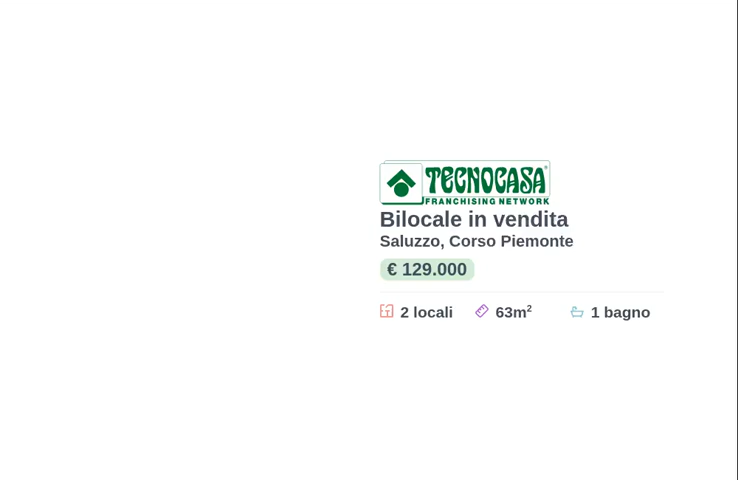 TECNOCASA®
FRANCHISING NETWORK
Bilocale in vendita
Saluzzo, Corso Piemonte
€ 129.000
2 locali 63m² 1 bagno